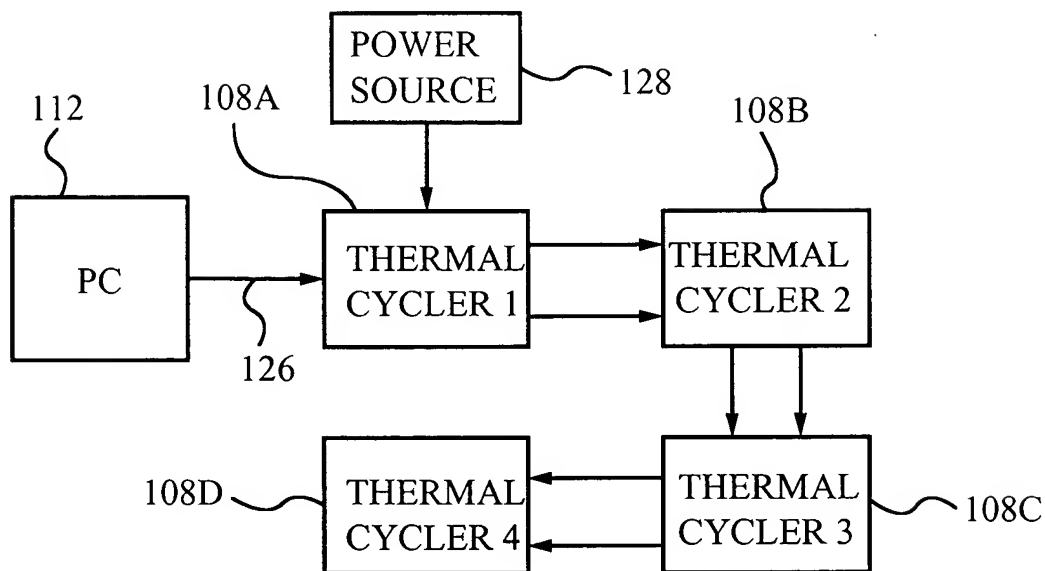 POWER
SOURCE
128
108A
108B
112
PC
THERMAL
CYCLER 1
THERMAL
CYCLER 2
126
108D
THERMAL
CYCLER 4
THERMAL
CYCLER 3
108C